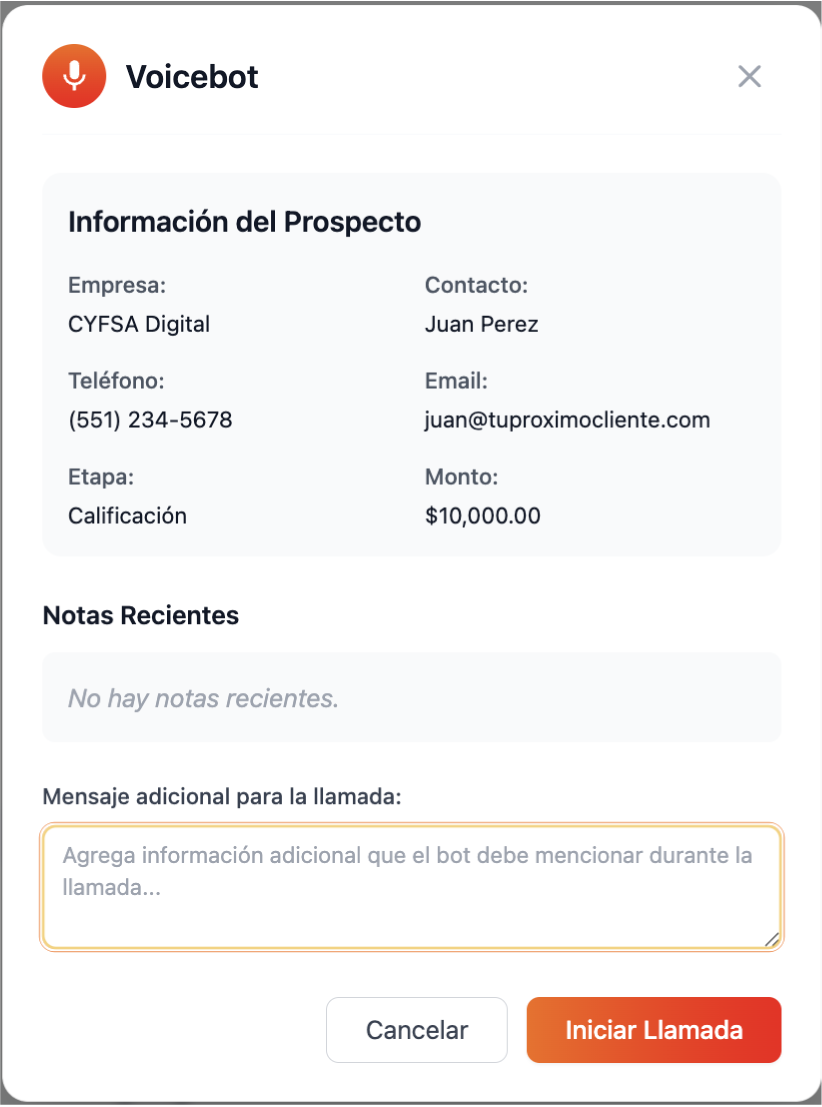 Voicebot
Información del Prospecto
Empresa:
CYFSA Digital
Contacto:
Juan Perez
Teléfono:
(551) 234-5678
Email:
juan@tuproximocliente.com
Etapa:
Calificación
Monto:
$10,000.00
Notas Recientes
No hay notas recientes.
Mensaje adicional para la llamada:
Agrega información adicional que el bot debe mencionar durante la
llamada...
Cancelar
Iniciar Llamada